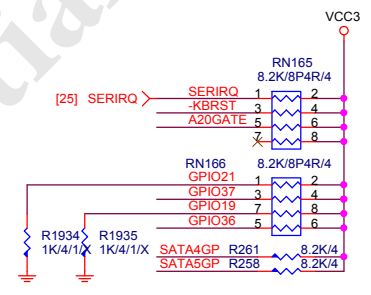 VCC3
RN165
8.2K/8P4R/4
[25] SERIRQ
SERIRQ 1 2
-KBRST 3 4
A20GATE 5 6
7 8
RN166 8.2K/8P4R/4
GPIO21 1 2
GPIO37 3 4
GPIO19 7 8
GPIO36 5 6
R1934 R1935
1K/4/1/X 1K/4/1/X
SATA4GP R261 8.2K/4
SATA5GP R258 8.2K/4